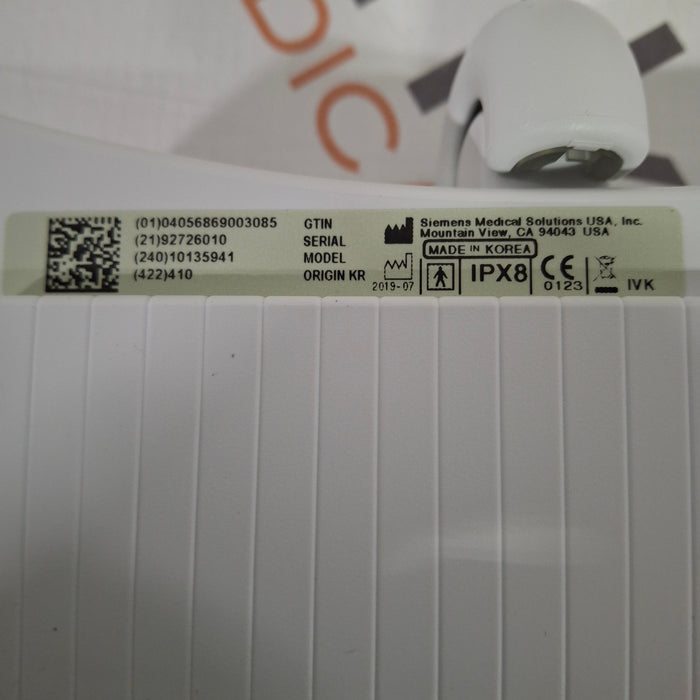 DIC
(01)04056869003085 GTIN
(21)92726010 SERIAL
(240)10135941 MODEL
(422)410 ORIGIN KR
2019-07
Siemens Medical Solutions USA, Inc.
Mountain View, CA 94043 USA
MADE IN KOREA
IPX8
CE
0123
IVK